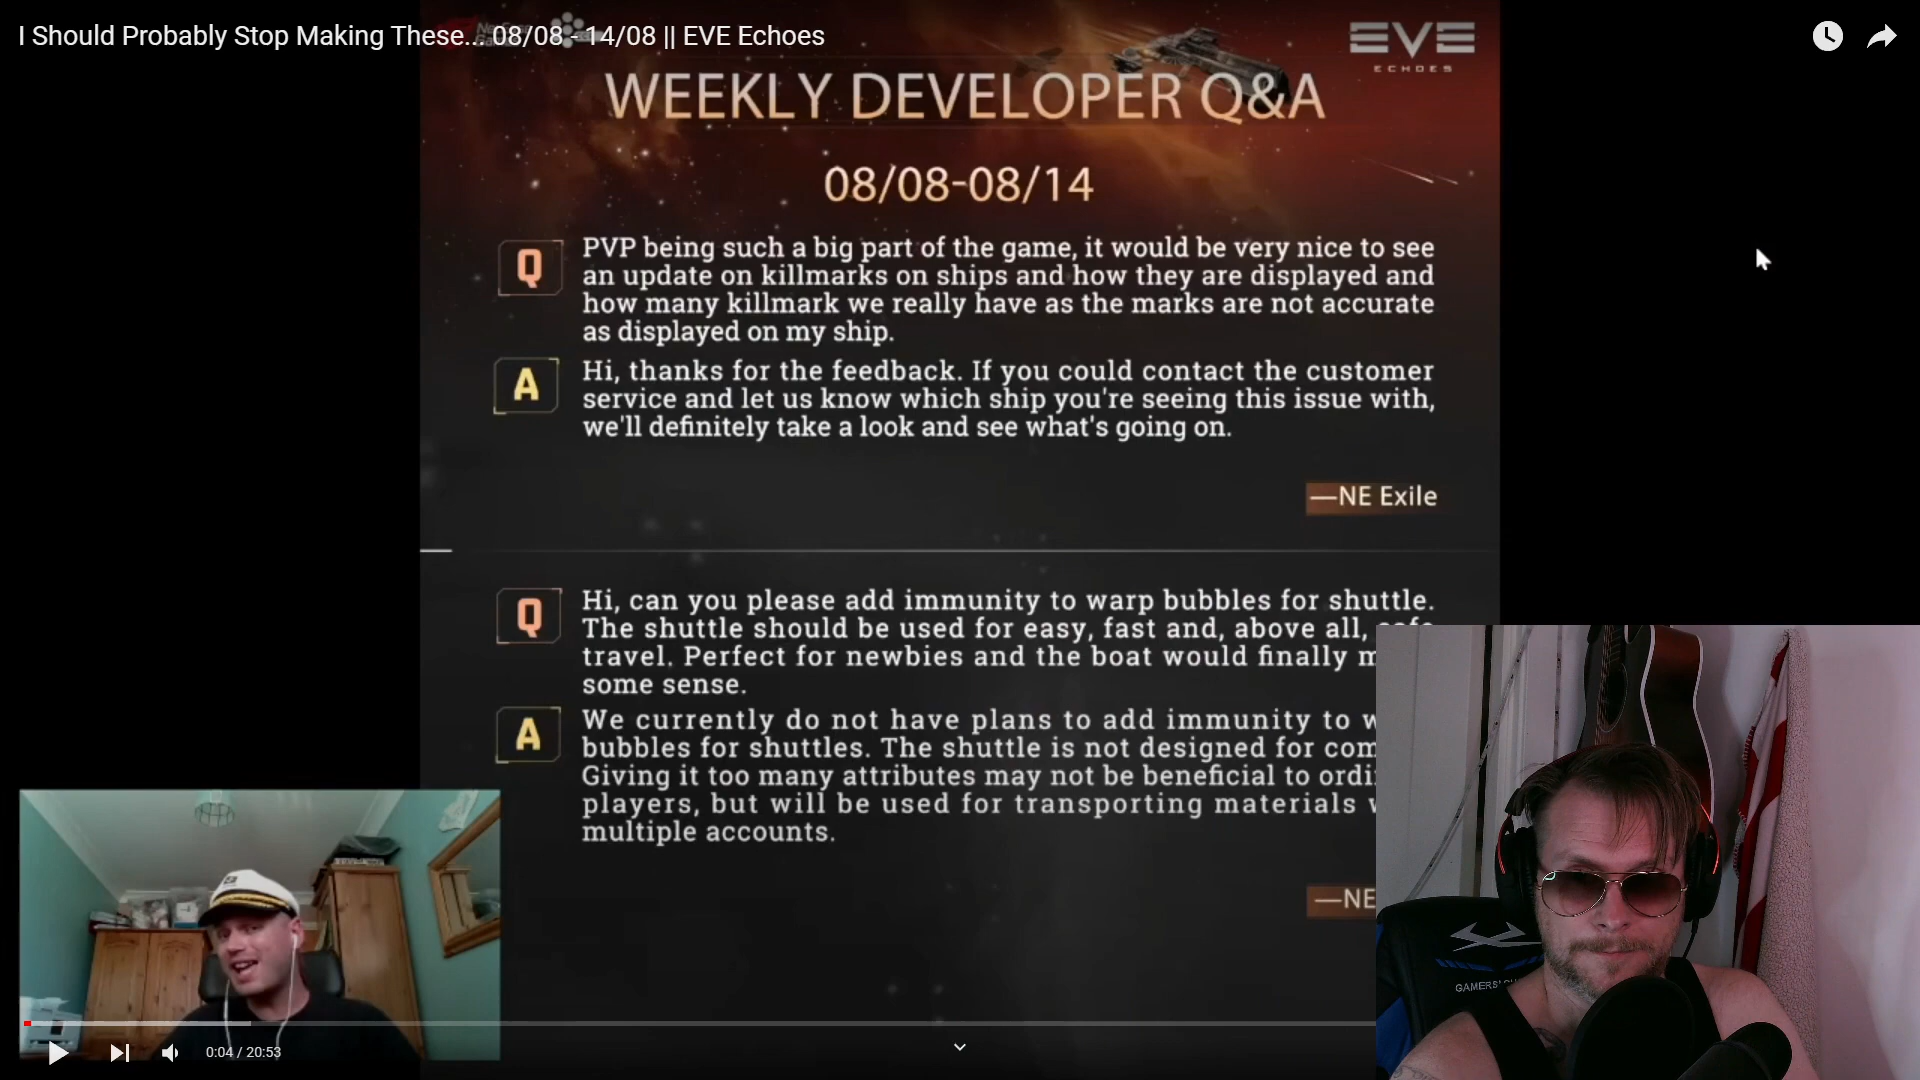 I Should Probably Stop Making These... 08/08 - 14/08 || EVE Echoes
EVE
ECHOES
WEEKLY DEVELOPER Q&A
08/08-08/14
Q
PVP being such a big part of the game, it would be very nice to see
an update on killmarks on ships and how they are displayed and
how many killmark we really have as the marks are not accurate
as displayed on my ship.
A
Hi, thanks for the feedback. If you could contact the customer
service and let us know which ship you're seeing this issue with,
we'll definitely take a look and see what's going on.
—NE Exile
Q
Hi, can you please add immunity to warp bubbles for shuttle.
The shuttle should be used for easy, fast and, above all,
travel. Perfect for newbies and the boat would finally m
some sense.
A
We currently do not have plans to add immunity to w
bubbles for shuttles. The shuttle is not designed for com
Giving it too many attributes may not be beneficial to ordi
players, but will be used for transporting materials
multiple accounts.
—NE
0:04 / 20:53